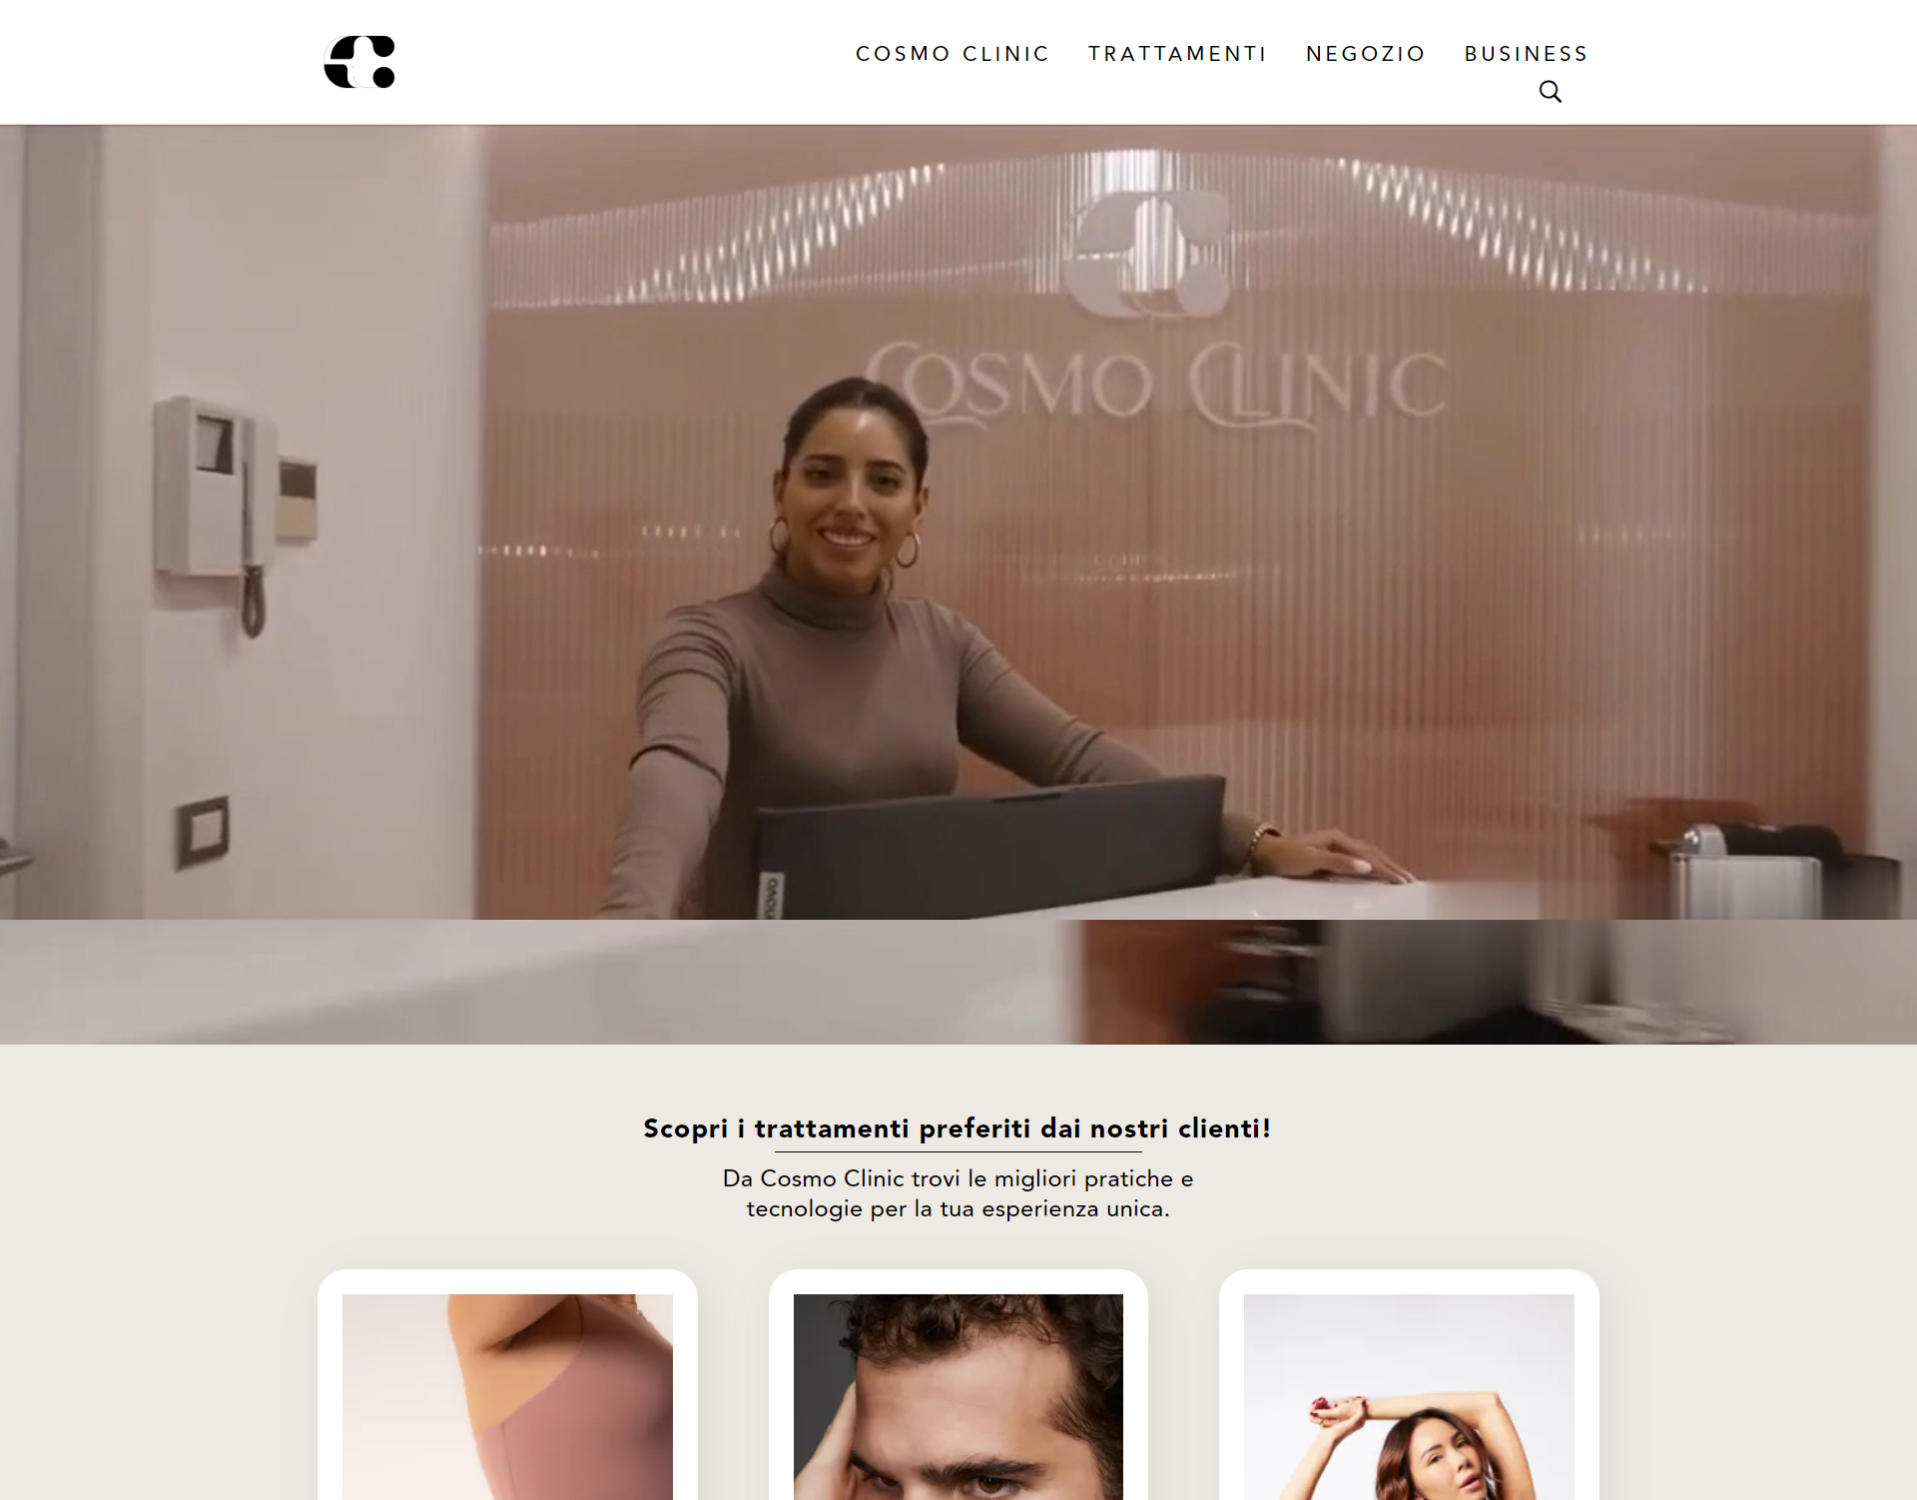 COSMO CLINIC TRATTAMENTI NEGOZIO BUSINESS
COSMO CLINIC
novo
Scopri i trattamenti preferiti dai nostri clienti!
Da Cosmo Clinic trovi le migliori pratiche e
tecnologie per la tua esperienza unica.